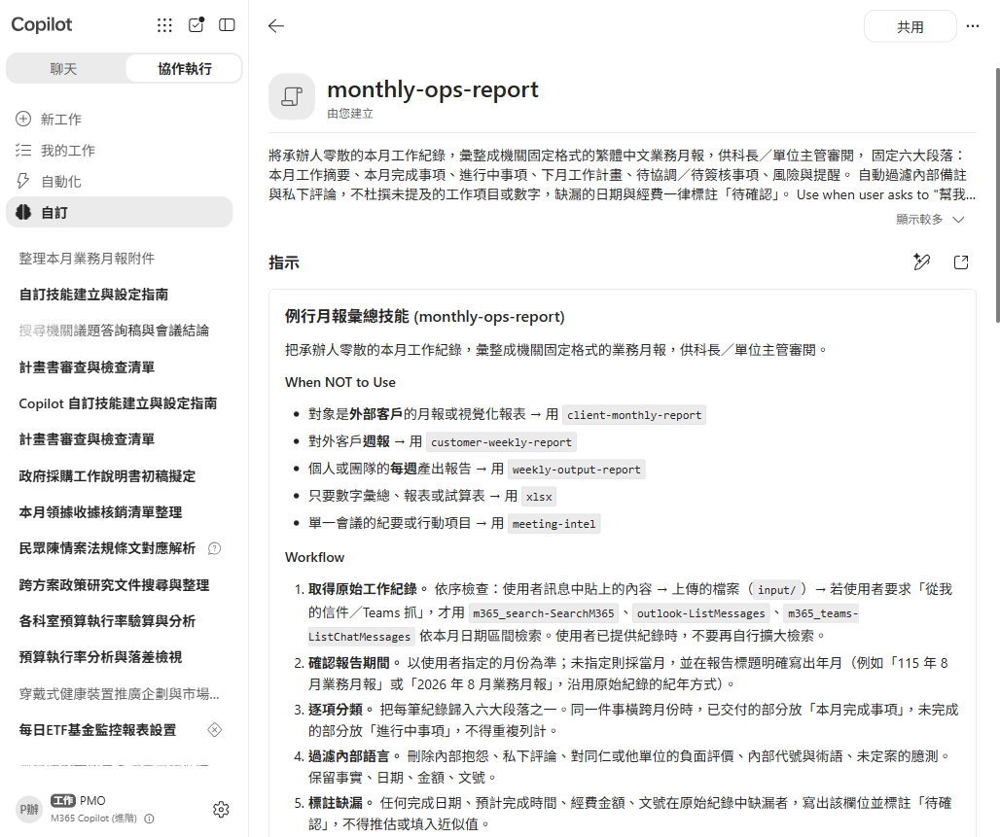 Copilot
聊天
協作執行
新工作
我的工作
自動化
自訂
整理本月業務月報附件
自訂技能建立與設定指南
搜尋機關議題答詢稿與會議結論
計畫書審查與檢查清單
Copilot 自訂技能建立與設定指南
計畫書審查與檢查清單
政府採購工作說明書初稿擬定
本月領據收據核銷清單整理
民眾陳情案法規條文對應解析
跨方案政策研究文件搜尋與整理
各科室預算執行率驗算與分析
預算執行率分析與落差檢視
穿戴式健康裝置推廣企劃與市場...
每日ETF基金監控報表設置
P辦
工作 PMO
M365 Copilot (進階)
共用
monthly-ops-report
由您建立
將承辦人零散的本月工作紀錄，彙整成機關固定格式的繁體中文業務月報，供科長／單位主管審閱， 固定六大段落：
本月工作摘要、本月完成事項、進行中事項、下月工作計畫、待協調／待簽核事項、風險與提醒。 自動過濾內部備註
與私下評論，不杜撰未提及的工作項目或數字，缺漏的日期與經費一律標註「待確認」。 Use when user asks to "幫我...
顯示較多
指示
例行月報彙總技能 (monthly-ops-report)
把承辦人零散的本月工作紀錄，彙整成機關固定格式的業務月報，供科長／單位主管審閱。
When NOT to Use
• 對象是外部客戶的月報或視覺化報表 → 用 client-monthly-report
• 對外客戶週報 → 用 customer-weekly-report
• 個人或團隊的每週產出報告 → 用 weekly-output-report
• 只要數字彙總、報表或試算表 → 用 xlsx
• 單一會議的紀要或行動項目 → 用 meeting-intel
Workflow
1. 取得原始工作紀錄。 依序檢查：使用者訊息中貼上的內容 → 上傳的檔案（ input/ ）→ 若使用者要求「從我
的信件／Teams 抓」，才用 m365_search-SearchM365 、 outlook-ListMessages 、 m365_teams-
ListChatMessages 依本月日期區間檢索。使用者已提供紀錄時，不要再自行擴大檢索。
2. 確認報告期間。 以使用者指定的月份為準；未指定則採當月，並在報告標題明確寫出年月（例如「115 年 8
月業務月報」或「2026 年 8 月業務月報」，沿用原始紀錄的紀年方式）。
3. 逐項分類。 把每筆紀錄歸入六大段落之一。同一件事橫跨月份時，已交付的部分放「本月完成事項」，未完成
的部分放「進行中事項」，不得重複列計。
4. 過濾內部語言。 刪除內部抱怨、私下評論、對同仁或他單位的負面評價、內部代號與術語、未定案的臆測。
保留事實、日期、金額、文號。
5. 標註缺漏。 任何完成日期、預計完成時間、經費金額、文號在原始紀錄中缺漏者，寫出該欄位並標註「待確
認」，不得推估或填入近似值。